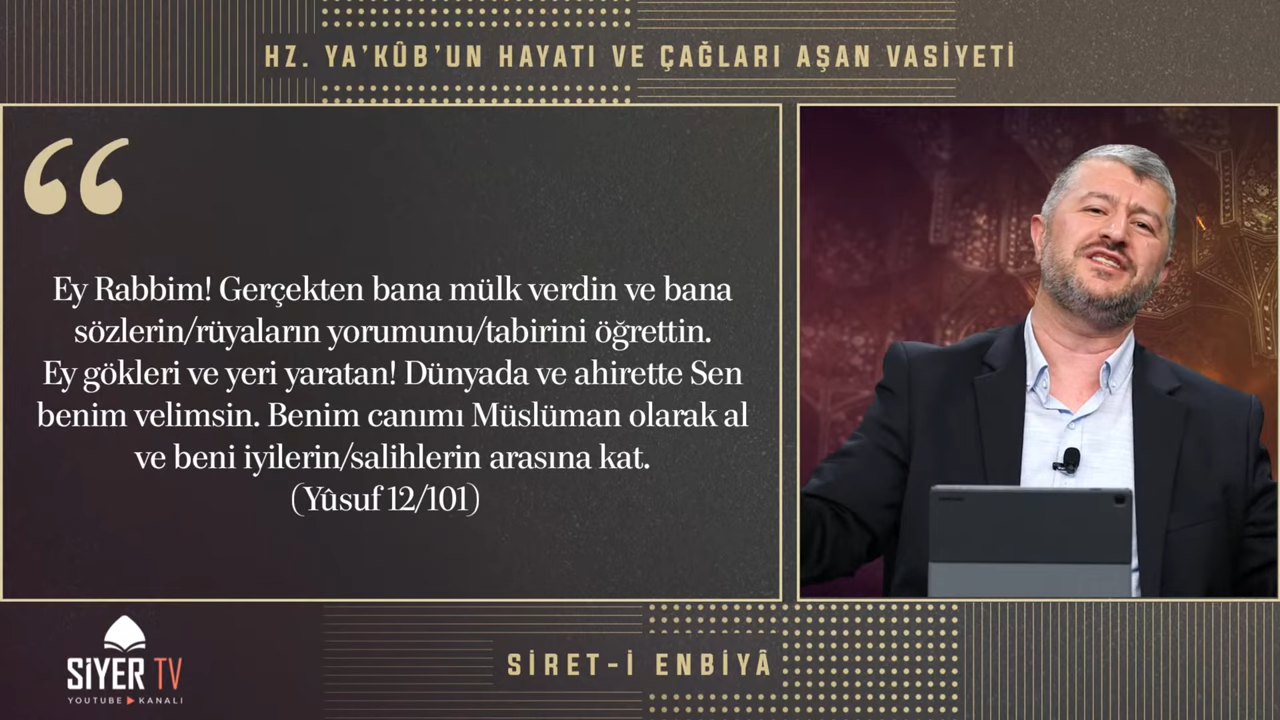 HZ. YA'KÛB'UN HAYATI VE ÇAĞLARI AŞAN VASİYETİ
“
Ey Rabbim! Gerçekten bana mülk verdin ve bana
sözlerin/rüyaların yorumunu/tabirini öğrettin.
Ey gökleri ve yeri yaratan! Dünyada ve ahirette Sen
benim velimsin. Benim canımı Müslüman olarak al
ve beni iyilerin/salihlerin arasına kat.
(Yûsuf 12/101)
SAMSUNG
SİYER TV
YOUTUBE KANALI
SİRET-İ ENBİYÂ